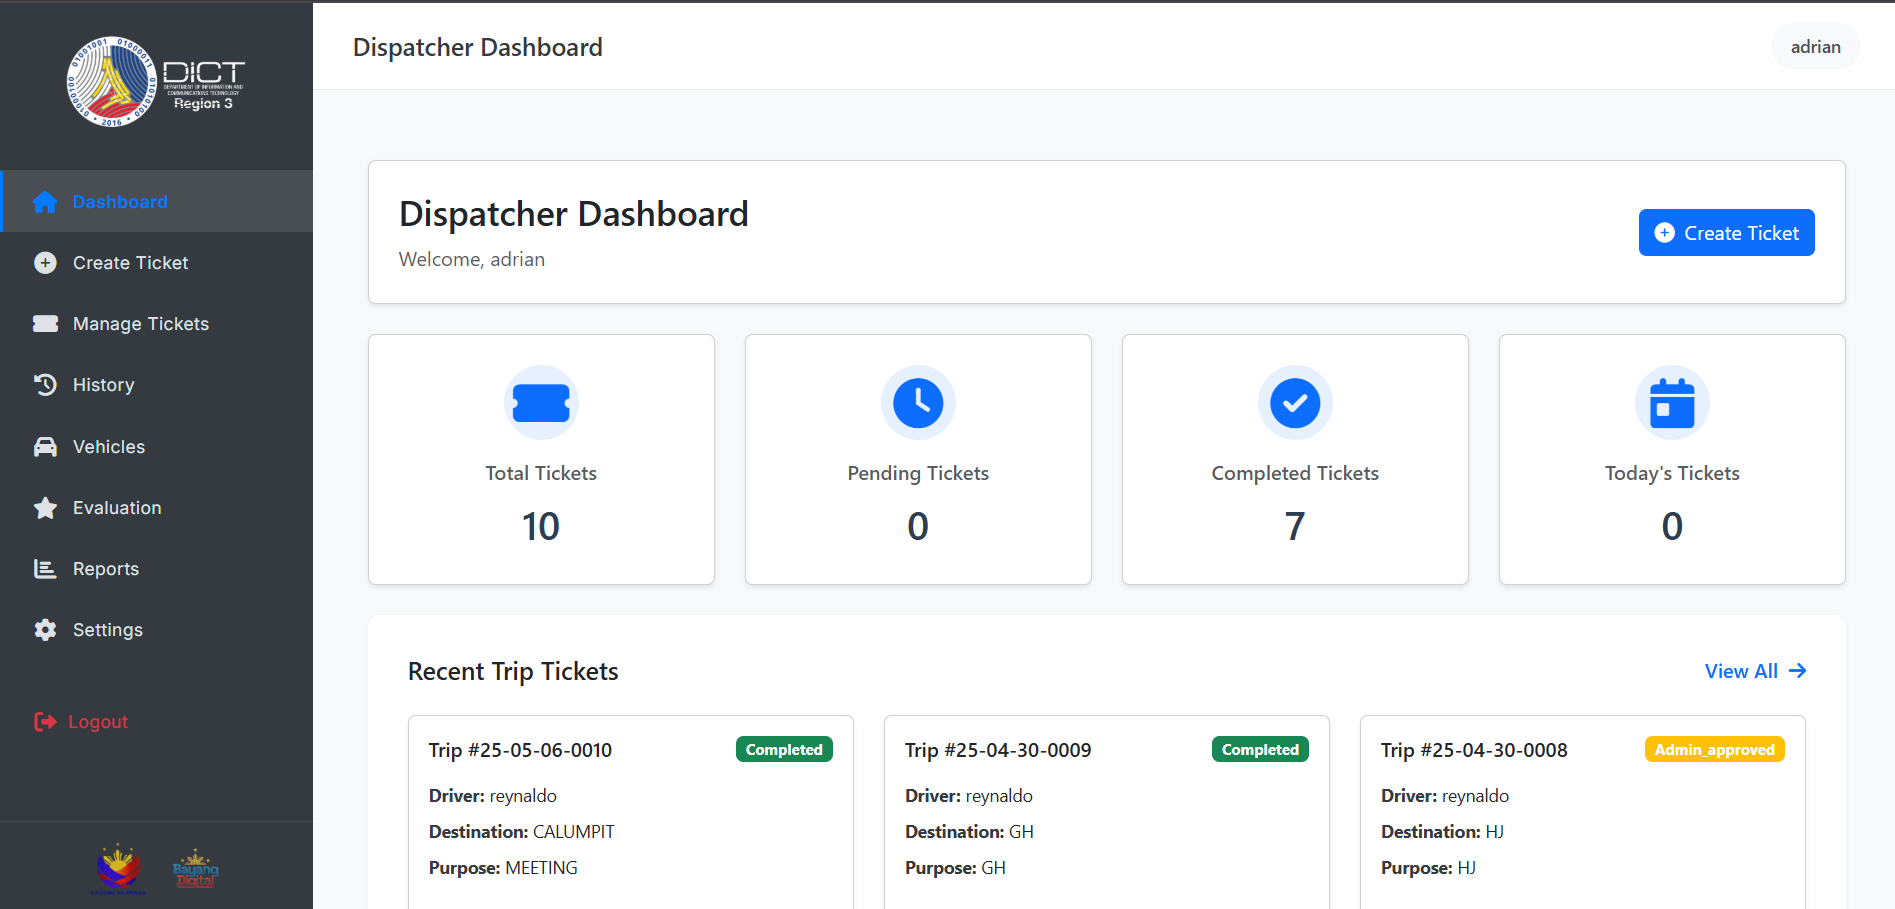 DICT
DEPARTMENT OF INFORMATION AND
COMMUNICATIONS TECHNOLOGY
Region 3
2016
Dashboard
Create Ticket
Manage Tickets
History
Vehicles
Evaluation
Reports
Settings
Logout
Bayang
Digital
Dispatcher Dashboard
adrian
Dispatcher Dashboard
Welcome, adrian
Create Ticket
Total Tickets
10
Pending Tickets
0
Completed Tickets
7
Today's Tickets
0
Recent Trip Tickets
View All
Trip #25-05-06-0010
Completed
Driver: reynaldo
Destination: CALUMPIT
Purpose: MEETING
Trip #25-04-30-0009
Completed
Driver: reynaldo
Destination: GH
Purpose: GH
Trip #25-04-30-0008
Admin_approved
Driver: reynaldo
Destination: HJ
Purpose: HJ